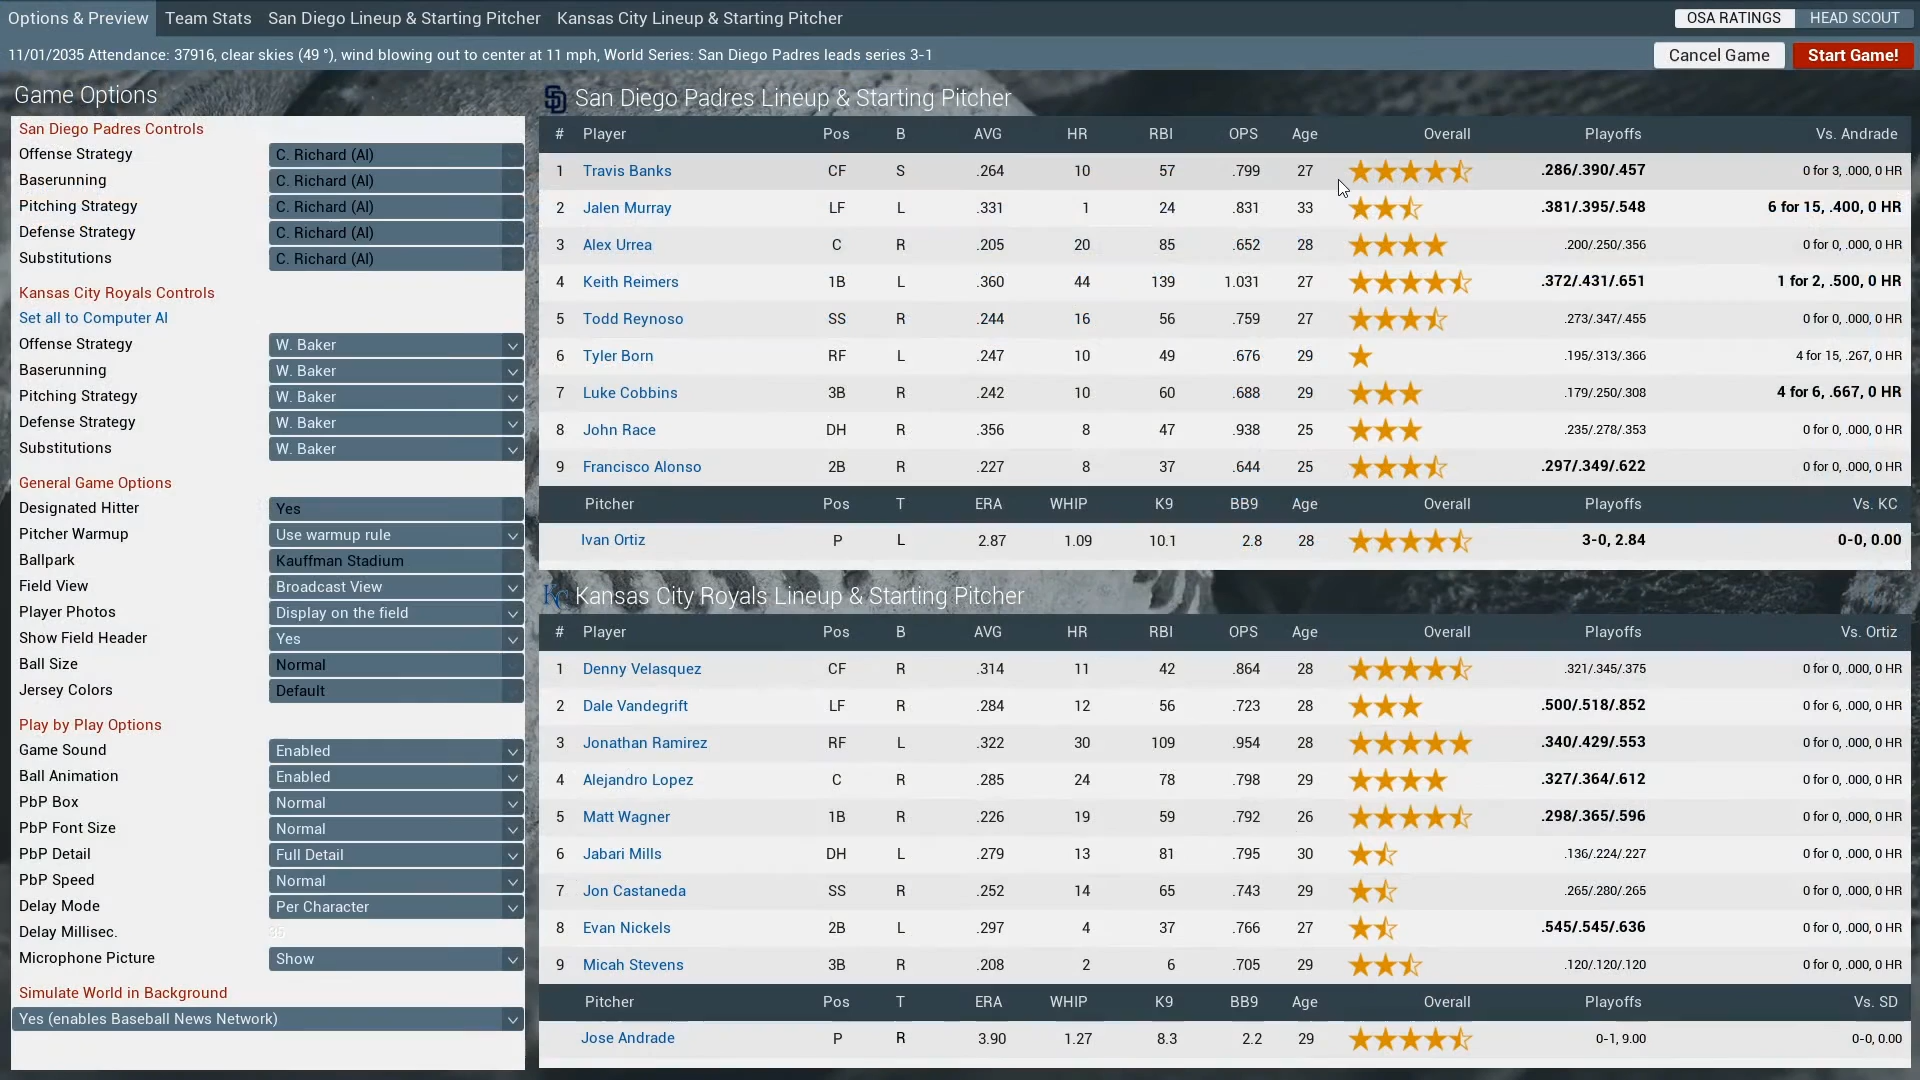 Options & Preview Team Stats San Diego Lineup & Starting Pitcher Kansas City Lineup & Starting Pitcher OSA RATINGS HEAD SCOUT
11/01/2035 Attendance: 37916, clear skies (49 °), wind blowing out to center at 11 mph, World Series: San Diego Padres leads series 3-1 Cancel Game Start Game!
Game Options
San Diego Padres Controls
Offense Strategy C. Richard (AI)
Baserunning C. Richard (AI)
Pitching Strategy C. Richard (AI)
Defense Strategy C. Richard (AI)
Substitutions C. Richard (AI)
Kansas City Royals Controls
Set all to Computer AI
Offense Strategy W. Baker
Baserunning W. Baker
Pitching Strategy W. Baker
Defense Strategy W. Baker
Substitutions W. Baker
General Game Options
Designated Hitter Yes
Pitcher Warmup Use warmup rule
Ballpark Kauffman Stadium
Field View Broadcast View
Player Photos Display on the field
Show Field Header Yes
Ball Size Normal
Jersey Colors Default
Play by Play Options
Game Sound Enabled
Ball Animation Enabled
PbP Box Normal
PbP Font Size Normal
PbP Detail Full Detail
PbP Speed Normal
Delay Mode Per Character
Delay Millisec. 35
Microphone Picture Show
Simulate World in Background
Yes (enables Baseball News Network)
SD San Diego Padres Lineup & Starting Pitcher
# Player Pos B AVG HR RBI OPS Age Overall Playoffs Vs. Andrade
1 Travis Banks CF S .264 10 57 .799 27 .286/.390/.457 0 for 3, .000, 0 HR
2 Jalen Murray LF L .331 1 24 .831 33 .381/.395/.548 6 for 15, .400, 0 HR
3 Alex Urrea C R .205 20 85 .652 28 .200/.250/.356 0 for 0, .000, 0 HR
4 Keith Reimers 1B L .360 44 139 1.031 27 .372/.431/.651 1 for 2, .500, 0 HR
5 Todd Reynoso SS R .244 16 56 .759 27 .273/.347/.455 0 for 0, .000, 0 HR
6 Tyler Born RF L .247 10 49 .676 29 .195/.313/.366 4 for 15, .267, 0 HR
7 Luke Cobbins 3B R .242 10 60 .688 29 .179/.250/.308 4 for 6, .667, 0 HR
8 John Race DH R .356 8 47 .938 25 .235/.278/.353 0 for 0, .000, 0 HR
9 Francisco Alonso 2B R .227 8 37 .644 25 .297/.349/.622 0 for 0, .000, 0 HR
Pitcher Pos T ERA WHIP K9 BB9 Age Overall Playoffs Vs. KC
Ivan Ortiz P L 2.87 1.09 10.1 2.8 28 3-0, 2.84 0-0, 0.00
KC Kansas City Royals Lineup & Starting Pitcher
# Player Pos B AVG HR RBI OPS Age Overall Playoffs Vs. Ortiz
1 Denny Velasquez CF R .314 11 42 .864 28 .321/.345/.375 0 for 0, .000, 0 HR
2 Dale Vandegrift LF R .284 12 56 .723 28 .500/.518/.852 0 for 6, .000, 0 HR
3 Jonathan Ramirez RF L .322 30 109 .954 28 .340/.429/.553 0 for 0, .000, 0 HR
4 Alejandro Lopez C R .285 24 78 .798 29 .327/.364/.612 0 for 0, .000, 0 HR
5 Matt Wagner 1B R .226 19 59 .792 26 .298/.365/.596 0 for 0, .000, 0 HR
6 Jabari Mills DH L .279 13 81 .795 30 .136/.224/.227 0 for 0, .000, 0 HR
7 Jon Castaneda SS R .252 14 65 .743 29 .265/.280/.265 0 for 0, .000, 0 HR
8 Evan Nickels 2B L .297 4 37 .766 27 .545/.545/.636 0 for 0, .000, 0 HR
9 Micah Stevens 3B R .208 2 6 .705 29 .120/.120/.120 0 for 0, .000, 0 HR
Pitcher Pos T ERA WHIP K9 BB9 Age Overall Playoffs Vs. SD
Jose Andrade P R 3.90 1.27 8.3 2.2 29 0-1, 9.00 0-0, 0.00